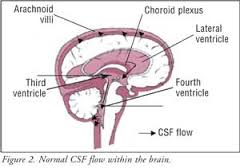 Arachnoid
villi
Choroid plexus
Lateral
ventricle
Third
ventricle
Fourth
ventricle
CSF flow
Figure 2. Normal CSF flow within the brain.